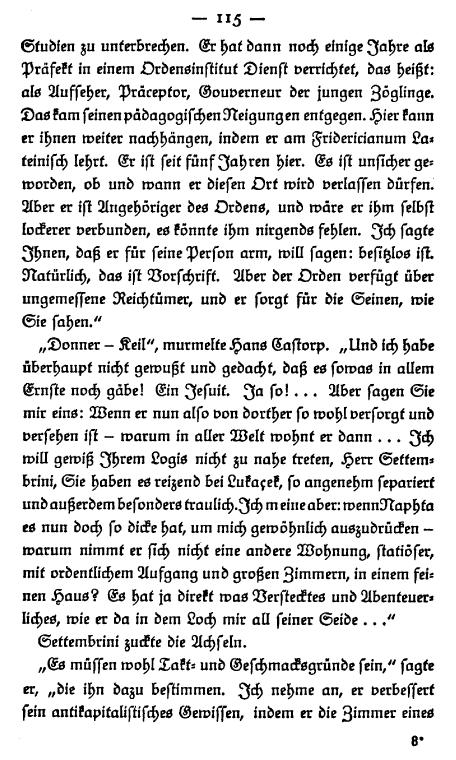 — 115 —
Studien zu unterbrechen. Er hat dann noch einige Jahre als
Präfekt in einem Ordensinstitut Dienst verrichtet, das heißt:
als Aufseher, Präceptor, Gouverneur der jungen Zöglinge.
Das kam seinen pädagogischen Neigungen entgegen. Hier kann
er ihnen weiter nachhängen, indem er am Fridericianum La-
teinisch lehrt. Er ist seit fünf Jahren hier. Es ist unsicher ge-
worden, ob und wann er diesen Ort wird verlassen dürfen.
Aber er ist Angehöriger des Ordens, und wäre er ihm selbst
lockerer verbunden, es könnte ihm nirgends fehlen. Ich sagte
Ihnen, daß er für seine Person arm, will sagen: besitzlos ist.
Natürlich, das ist Vorschrift. Aber der Orden verfügt über
ungemessene Reichtümer, und er sorgt für die Seinen, wie
Sie sahen.“
„Donner – Keil“, murmelte Hans Castorp. „Und ich habe
überhaupt nicht gewußt und gedacht, daß es sowas in allem
Ernste noch gäbe! Ein Jesuit. Ja so! . . . Aber sagen Sie
mir eins: Wenn er nun also von dorther so wohl versorgt und
versehen ist – warum in aller Welt wohnt er dann . . . Ich
will gewiß Ihrem Logis nicht zu nahe treten, Herr Settem-
brini, Sie haben es reizend bei Lukaçek, so angenehm separiert
und außerdem besonders traulich. Ich meine aber: wenn Naphta
es nun doch so dicke hat, um mich gewöhnlich auszudrücken –
warum nimmt er sich nicht eine andere Wohnung, statiöser,
mit ordentlichem Aufgang und großen Zimmern, in einem fei-
nen Haus? Es hat ja direkt was Verstecktes und Abenteuer-
liches, wie er da in dem Loch mir all seiner Seide . . .“
Settembrini zuckte die Achseln.
„Es müssen wohl Takt- und Geschmacksgründe sein,“ sagte
er, „die ihn dazu bestimmen. Ich nehme an, er verbessert
sein antikapitalistisches Gewissen, indem er die Zimmer eines
8*